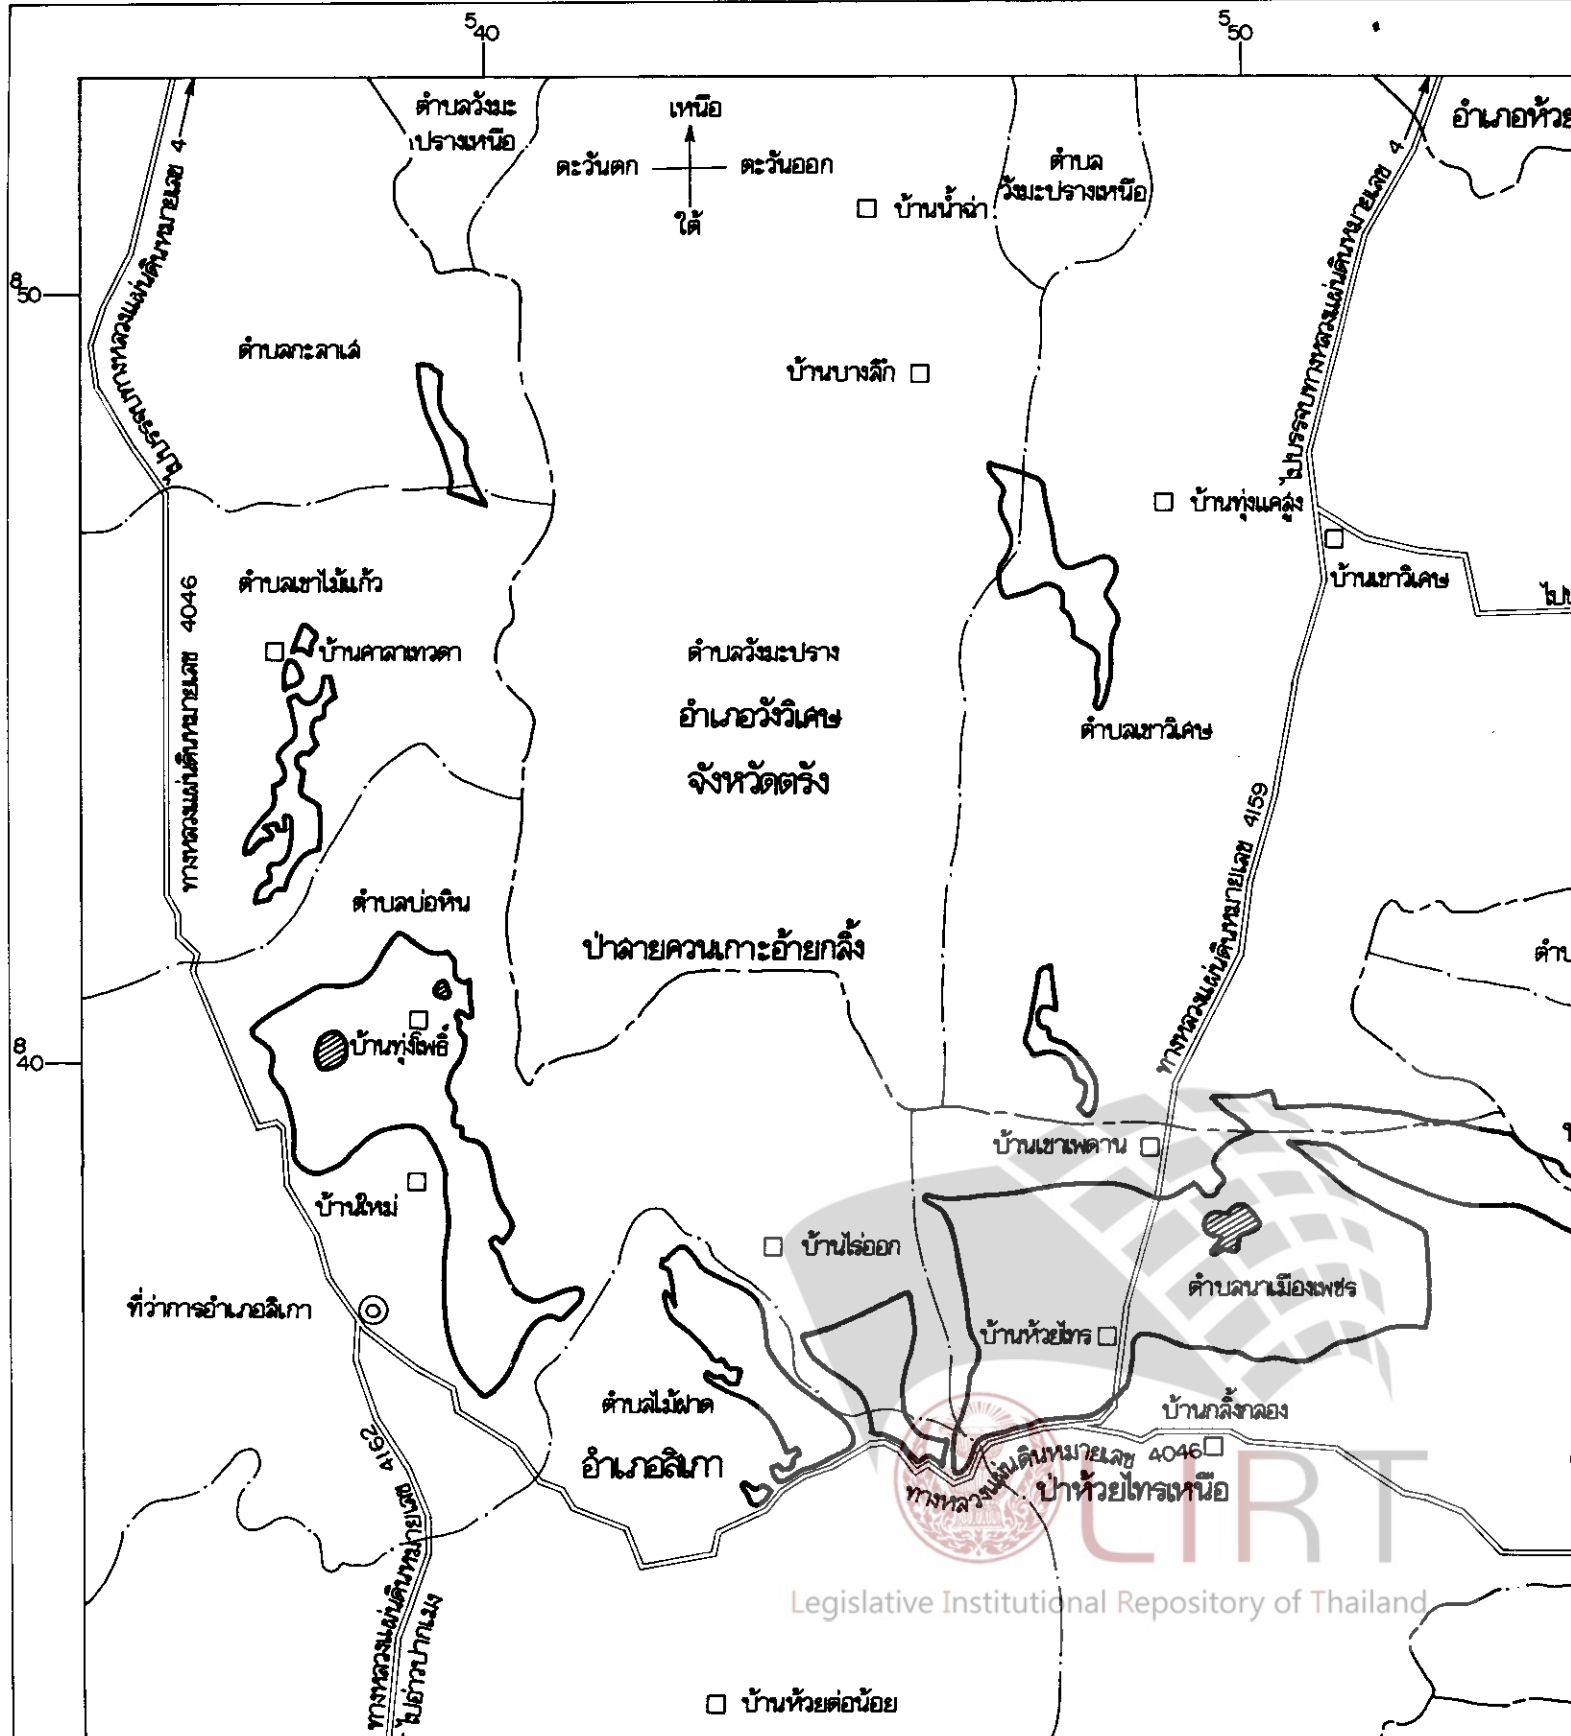 540
550
ตำบลวังมะ
ปรางเหนือ
เหนือ
ตะวันตก
ตะวันออก
ใต้
ตำบล
วังมะปรางเหนือ
บ้านน้ำฉ่า
ไปบรรจบทางหลวงแผ่นดินหมายเลข 4
ไปบรรจบทางหลวงแผ่นดินหมายเลข 4
850
ตำบลกะลาเส
บ้านบางสึก
บ้านทุ่งแคลง
บ้านเขาวิเศษ
ตำบลเขาไม้แก้ว
ทางหลวงแผ่นดินหมายเลข 4046
บ้านศาลาเทวดา
ตำบลวังมะปราง
อำเภอวังวิเศษ
จังหวัดตรัง
ตำบลเขาวิเศษ
ทางหลวงแผ่นดินหมายเลข 4159
ตำบลบ่อหิน
ป่าสายควนเกาะอ้ายกลิ้ง
840
บ้านทุ่งโพธิ์
บ้านเขาเพดาน
บ้านใหม่
บ้านไร่ออก
ตำบลนาเมืองเพชร
ที่ว่าการอำเภอสิเกา
บ้านห้วยไทร
ตำบลไม้ฝาด
บ้านกลิ้งกลอง
อำเภอสิเกา
ทางหลวงแผ่นดินหมายเลข 4046
ป่าห้วยไทรเหนือ
ทางหลวงแผ่นดินหมายเลข 4162
ไปอ่าวปากเมง
LIRT
Legislative Institutional Repository of Thailand
บ้านห้วยต่อน้อย